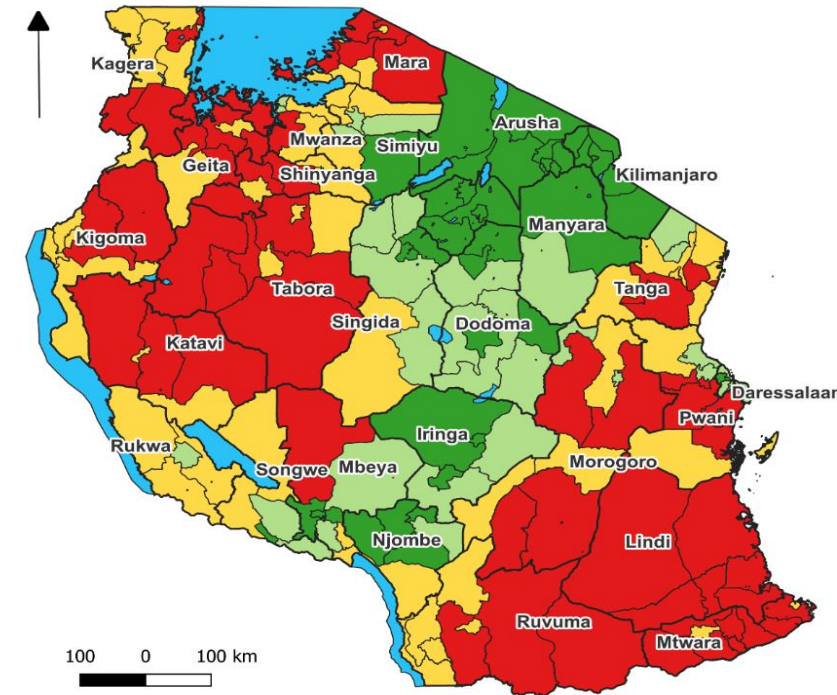 Kagera
Mara
Arusha
Mwanza
Simiyu
Geita
Shinyanga
Kilimanjaro
Manyara
Kigoma
Tabora
Tanga
Singida
Dodoma
Katavi
Daressalaam
Pwani
Iringa
Rukwa
Songwe
Mbeya
Morogoro
Njombe
Lindi
Ruvuma
Mtwara
100 0 100 km